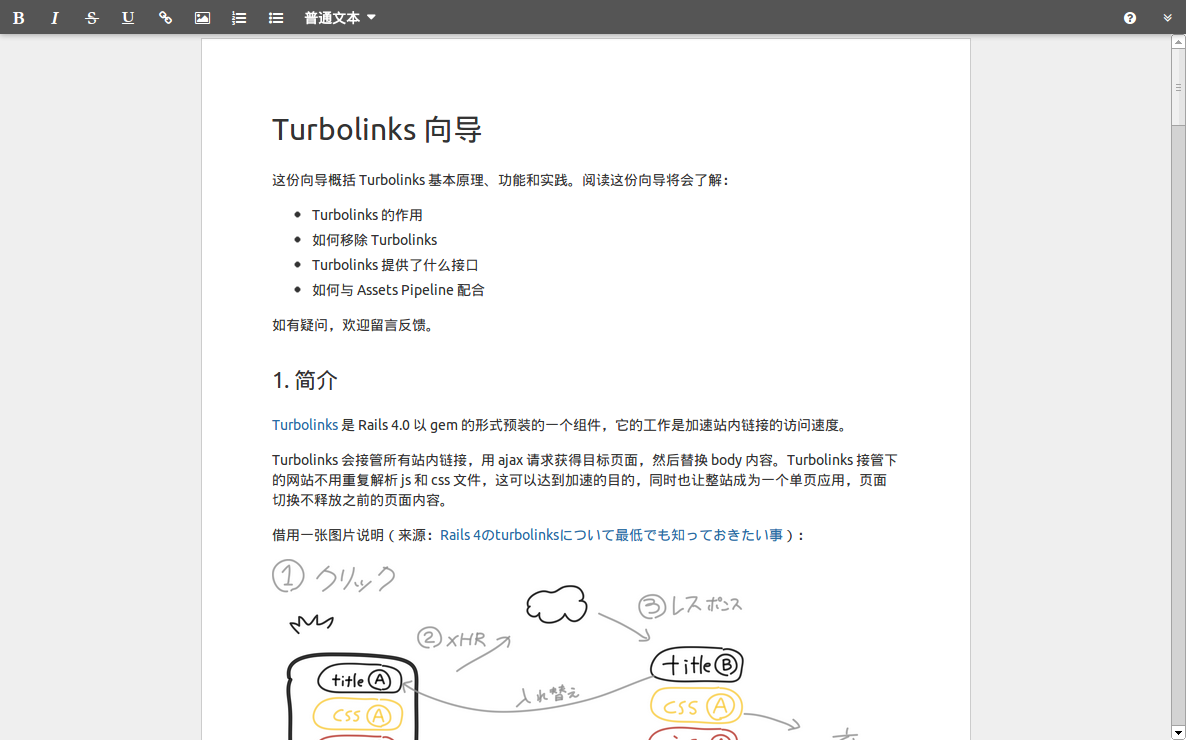 B I S U 普通文本
Turbolinks 向导
这份向导概括 Turbolinks 基本原理、功能和实践。阅读这份向导将会了解：
Turbolinks 的作用
如何移除 Turbolinks
Turbolinks 提供了什么接口
如何与 Assets Pipeline 配合
如有疑问，欢迎留言反馈。
1. 简介
Turbolinks 是 Rails 4.0 以 gem 的形式预装的一个组件，它的工作是加速站内链接的访问速度。
Turbolinks 会接管所有站内链接，用 ajax 请求获得目标页面，然后替换 body 内容。Turbolinks 接管下
的网站不用重复解析 js 和 css 文件，这可以达到加速的目的，同时也让整站成为一个单页应用，页面
切换不释放之前的页面内容。
借用一张图片说明（来源：Rails 4のturbolinksについて最低でも知っておきたい事）：
① クリック
③ レスポンス
② XHR
title Ⓑ
title Ⓐ
入れ替え
css Ⓐ
css Ⓐ